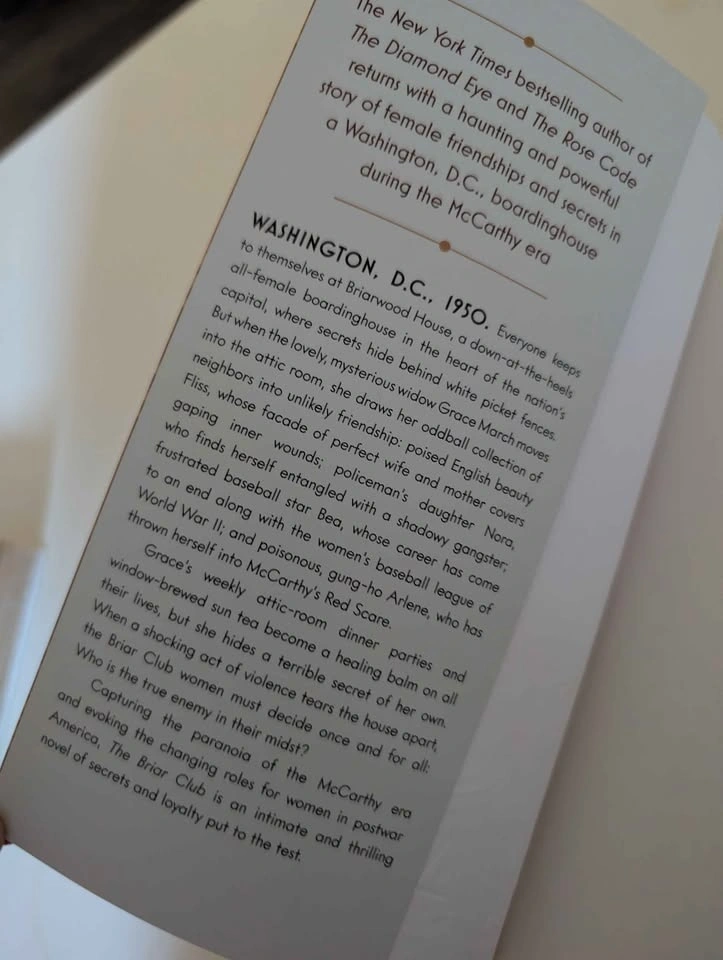 The New York Times bestselling author of
The Diamond Eye and The Rose Code
returns with a haunting and powerful
story of female friendships and secrets in
a Washington, D.C., boardinghouse
during the McCarthy era
WASHINGTON, D.C., 1950. Everyone keeps
to themselves at Briarwood House, a down-at-the-heels
all-female boardinghouse in the heart of the nation's
capital, where secrets hide behind white picket fences.
But when the lovely, mysterious widow Grace March moves
into the attic room, she draws her oddball collection of
neighbors into unlikely friendship: poised English beauty
Fliss, whose facade of perfect wife and mother covers
gaping inner wounds; policeman's daughter Nora,
who finds herself entangled with a shadowy gangster;
frustrated baseball star Bea, whose career has come
to an end along with the women's baseball league of
World War II; and poisonous, gung-ho Arlene, who has
thrown herself into McCarthy's Red Scare.
Grace's weekly attic-room dinner parties and
window-brewed sun tea become a healing balm on all
their lives, but she hides a terrible secret of her own.
When a shocking act of violence tears the house apart,
the Briar Club women must decide once and for all:
Who is the true enemy in their midst?
Capturing the paranoia of the McCarthy era
and evoking the changing roles for women in postwar
America, The Briar Club is an intimate and thrilling
novel of secrets and loyalty put to the test.